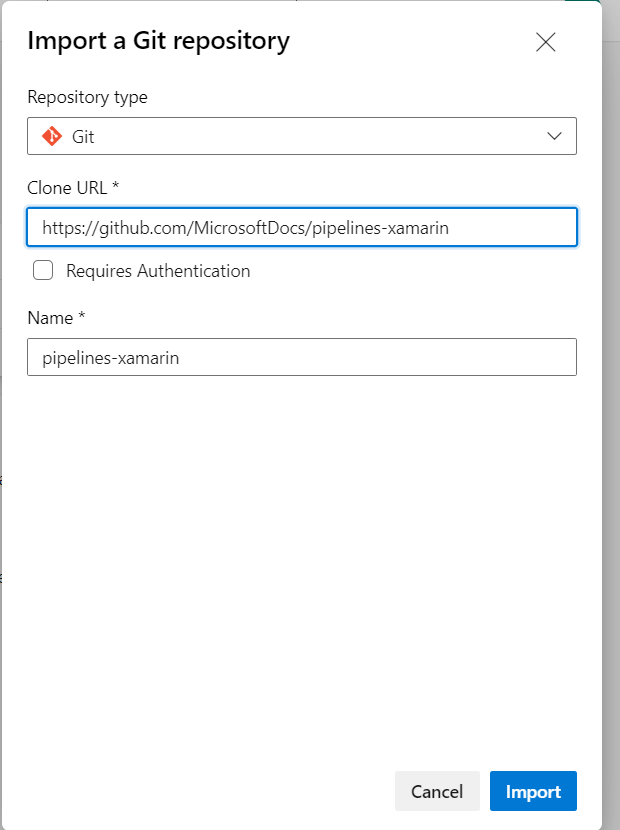 Import a Git repository
Repository type
Git
Clone URL *
https://github.com/MicrosoftDocs/pipelines-xamarin
Requires Authentication
Name *
pipelines-xamarin
Cancel
Import